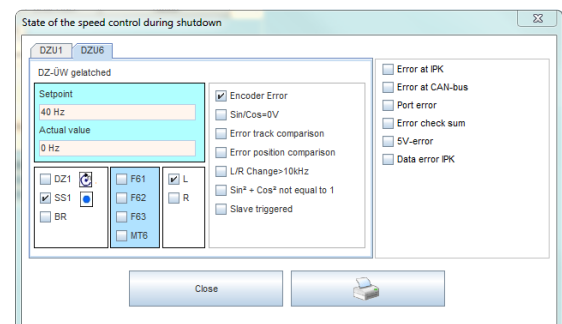 State of the speed control during shutdown
DZU1 DZU6
DZ-ÜW gelatched
Setpoint
40 Hz
Actual value
0 Hz
DZ1
SS1
BR
F61
F62
F63
MT6
L
R
Encoder Error
Sin/Cos=0V
Error track comparison
Error position comparison
L/R Change>10kHz
Sin² + Cos² not equal to 1
Slave triggered
Error at IPK
Error at CAN-bus
Port error
Error check sum
5V-error
Data error IPK
Close